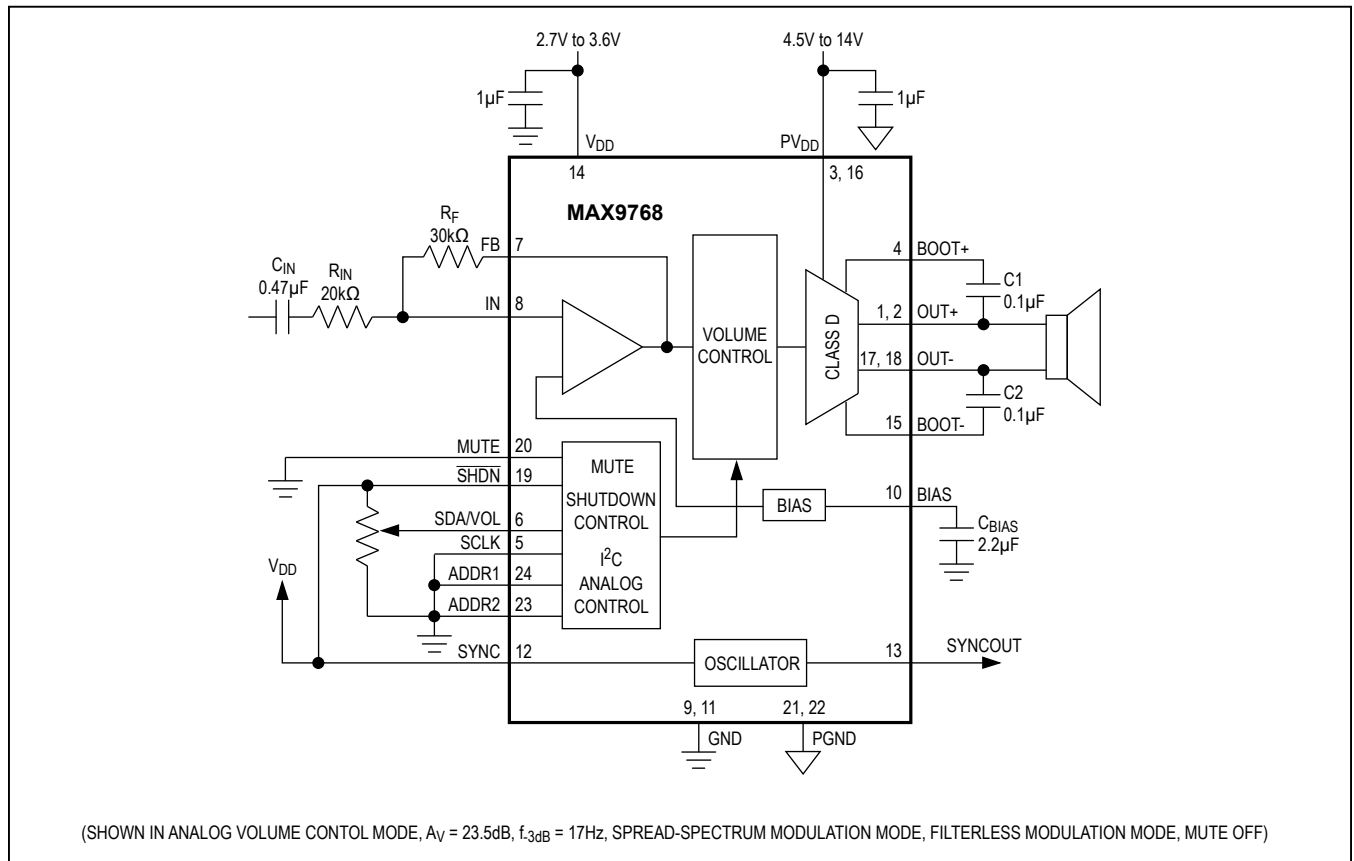 2.7V to 3.6V
4.5V to 14V
1µF
1µF
VDD
PVDD
14
3, 16
MAX9768
RF
30kΩ
FB
7
CIN
0.47µF
RIN
20kΩ
IN
8
VOLUME
CONTROL
CLASS D
4
BOOT+
C1
0.1µF
1, 2
OUT+
17, 18
OUT-
C2
0.1µF
15
BOOT-
MUTE
20
SHDN
19
SDA/VOL
6
SCLK
5
ADDR1
24
ADDR2
23
MUTE
SHUTDOWN
CONTROL
I2C
ANALOG
CONTROL
BIAS
10
BIAS
CBIAS
2.2µF
VDD
SYNC
12
OSCILLATOR
13
SYNCOUT
9, 11
21, 22
GND
PGND
(SHOWN IN ANALOG VOLUME CONTOL MODE, AV = 23.5dB, f-3dB = 17Hz, SPREAD-SPECTRUM MODULATION MODE, FILTERLESS MODULATION MODE, MUTE OFF)